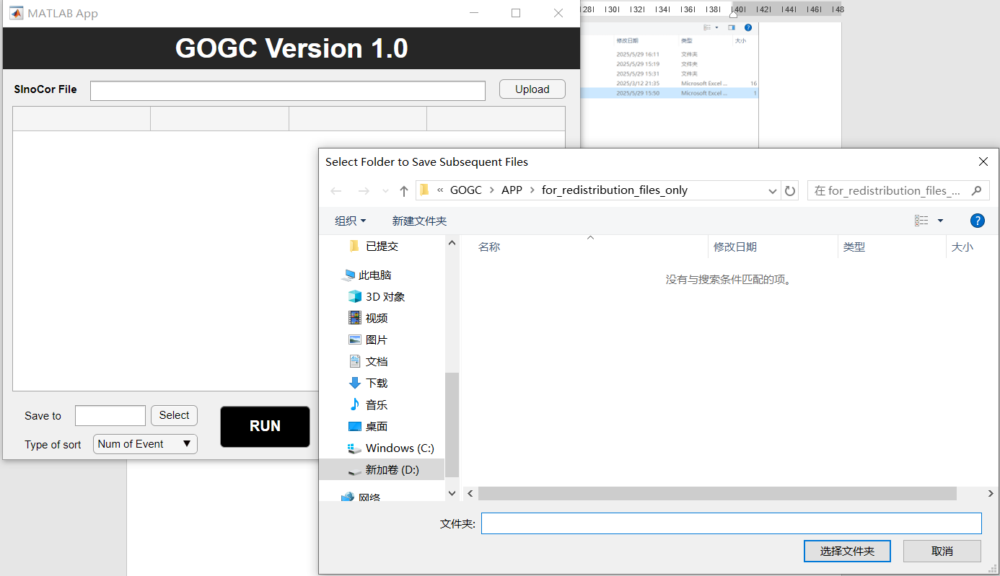 MATLAB App
|28| |30| |32| |34| |36| |38| |40| |42| |44| |46| |48
GOGC Version 1.0
修改日期 类型 大小
2025/5/29 16:11 文件夹
2025/5/29 15:19 文件夹
2025/5/29 15:31 文件夹
2025/3/12 21:35 Microsoft Excel ... 16
2025/5/29 15:50 Microsoft Excel ... 1
SInoCor File Upload
Select Folder to Save Subsequent Files
« GOGC > APP > for_redistribution_files_only 在 for_redistribution_files_...
组织 新建文件夹
名称 修改日期 类型 大小
没有与搜索条件匹配的项。
已提交
此电脑
3D 对象
视频
图片
文档
下载
音乐
桌面
Windows (C:)
新加卷 (D:)
网络
Save to Select
RUN
Type of sort Num of Event
文件夹:
选择文件夹 取消